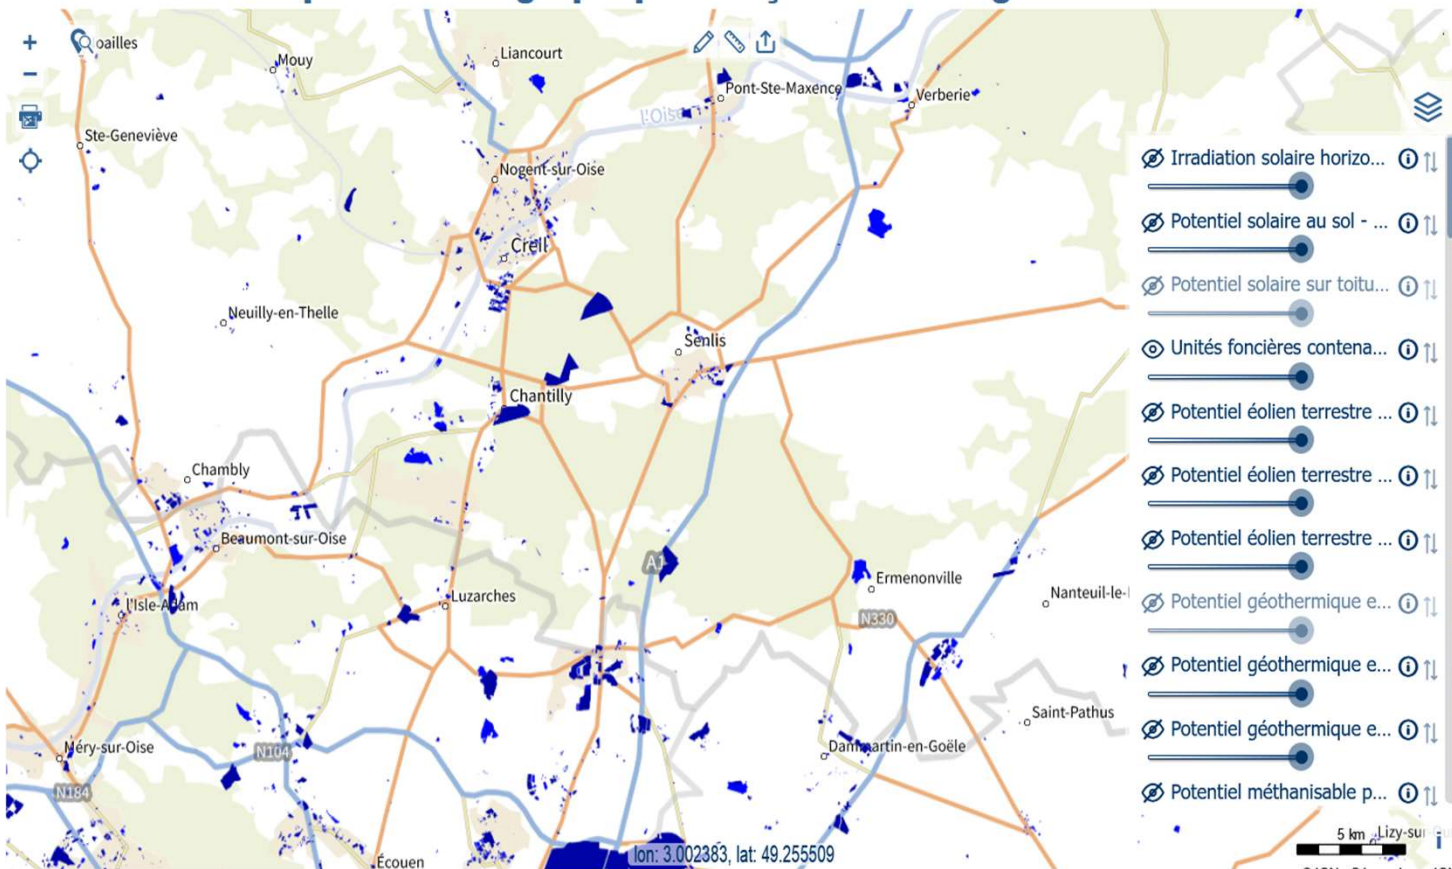 oailles
Mouy
Liancourt
Pont-Ste-Maxence
Verberie
l'Oise
Ste-Geneviève
Nogent-sur-Oise
Creil
Neuilly-en-Thelle
Senlis
Chantilly
Chambly
Beaumont-sur-Oise
A1
Ermenonville
Nanteuil-le-
l'Isle-Adam
Luzarches
N330
Saint-Pathus
Méry-sur-Oise
N104
Dammartin-en-Goële
N184
Écouen
lon: 3.002383, lat: 49.255509
Irradiation solaire horizo...
Potentiel solaire au sol - ...
Potentiel solaire sur toitu...
Unités foncières contena...
Potentiel éolien terrestre ...
Potentiel éolien terrestre ...
Potentiel éolien terrestre ...
Potentiel géothermique e...
Potentiel géothermique e...
Potentiel géothermique e...
Potentiel méthanisable p...
5 km
Lizy-sur-